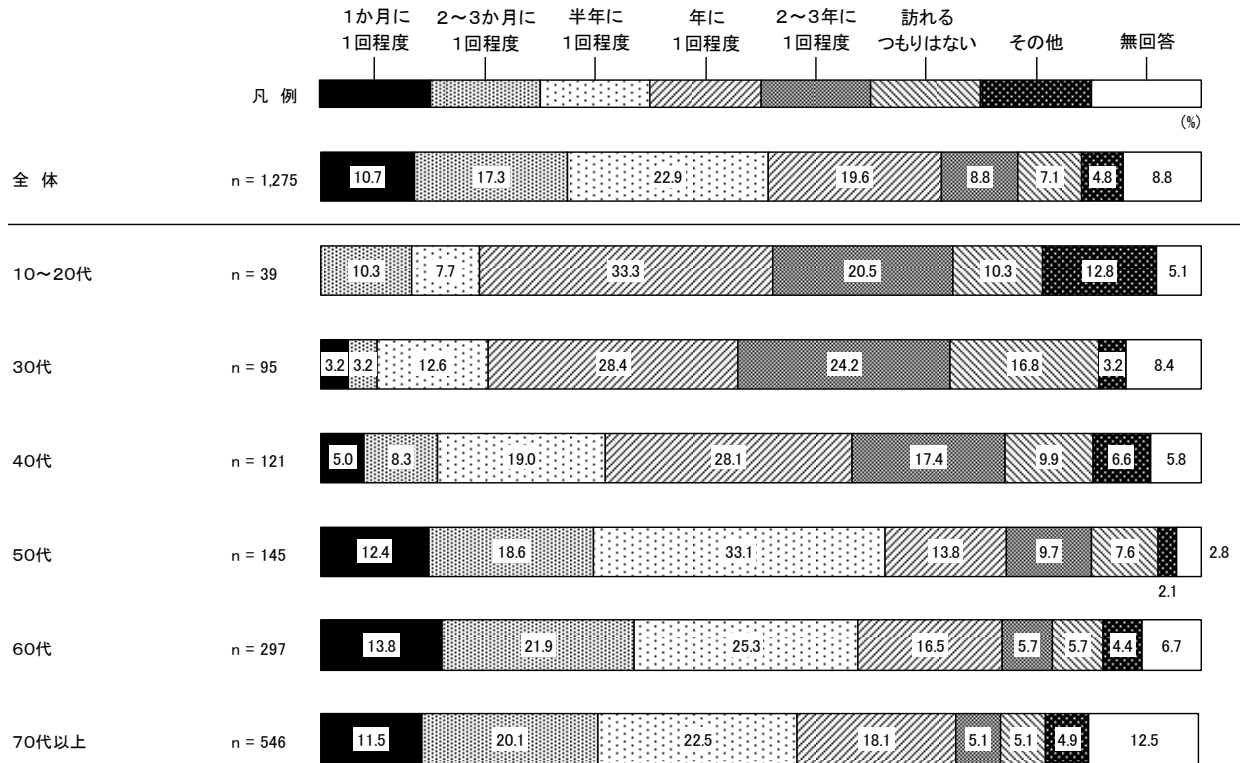 1か月に 2～3か月に 半年に 年に 2～3年に 訪れる
1回程度 1回程度 1回程度 1回程度 1回程度 つもりはない その他 無回答
凡 例
(%)
全 体 n = 1,275 10.7 17.3 22.9 19.6 8.8 7.1 4.8 8.8
10～20代 n = 39 10.3 7.7 33.3 20.5 10.3 12.8 5.1
30代 n = 95 3.2 3.2 12.6 28.4 24.2 16.8 3.2 8.4
40代 n = 121 5.0 8.3 19.0 28.1 17.4 9.9 6.6 5.8
50代 n = 145 12.4 18.6 33.1 13.8 9.7 7.6 2.8
2.1
60代 n = 297 13.8 21.9 25.3 16.5 5.7 5.7 4.4 6.7
70代以上 n = 546 11.5 20.1 22.5 18.1 5.1 5.1 4.9 12.5